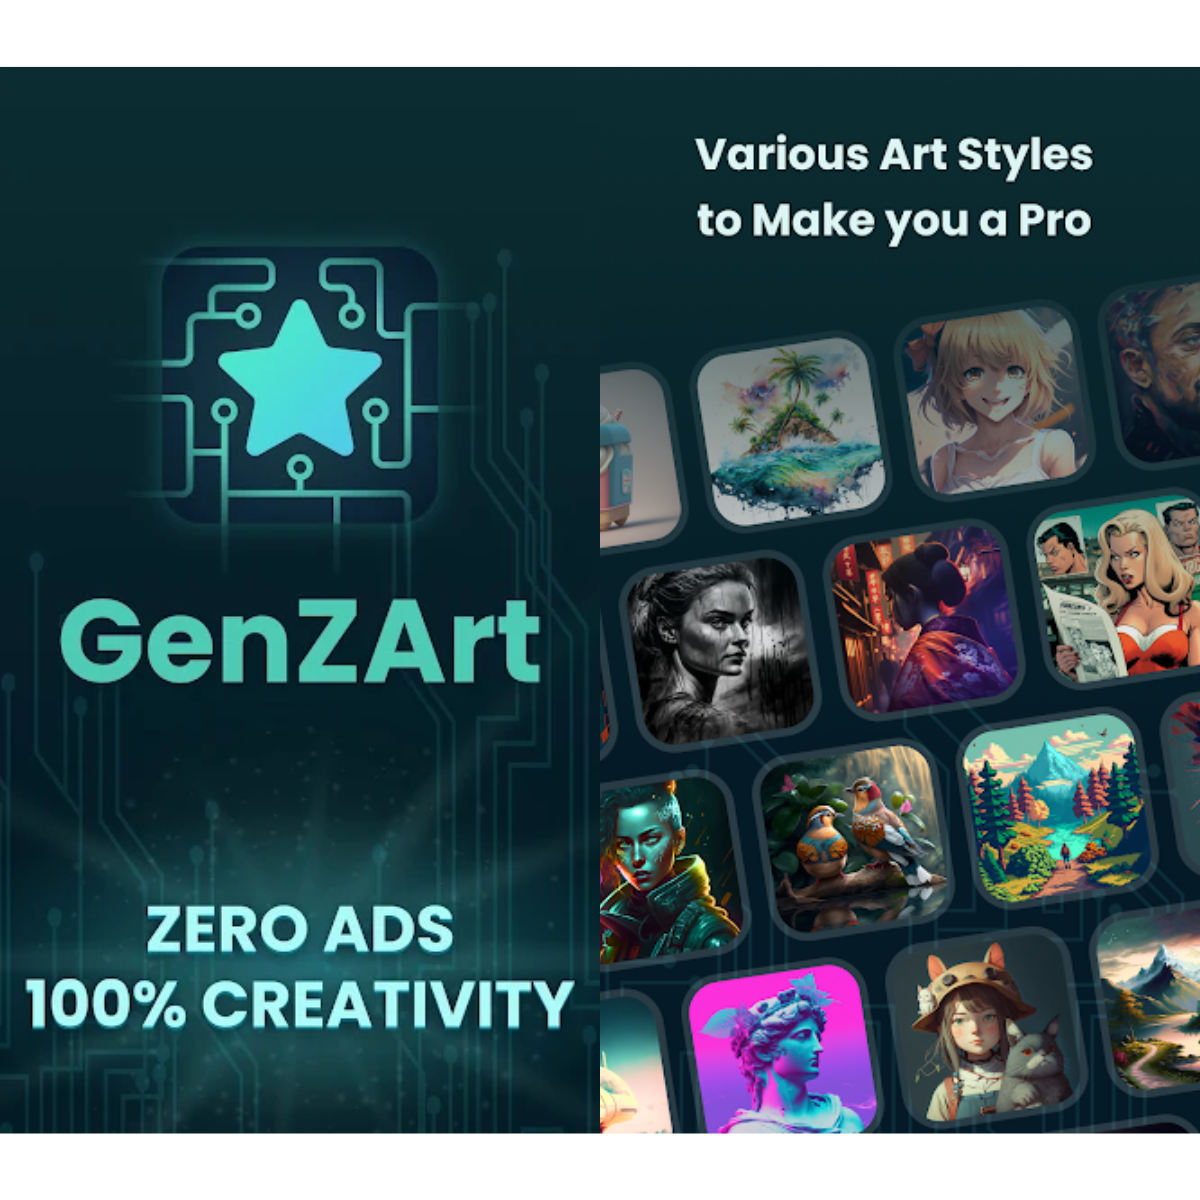 GenZArt
ZERO ADS
100% CREATIVITY
Various Art Styles
to Make you a Pro